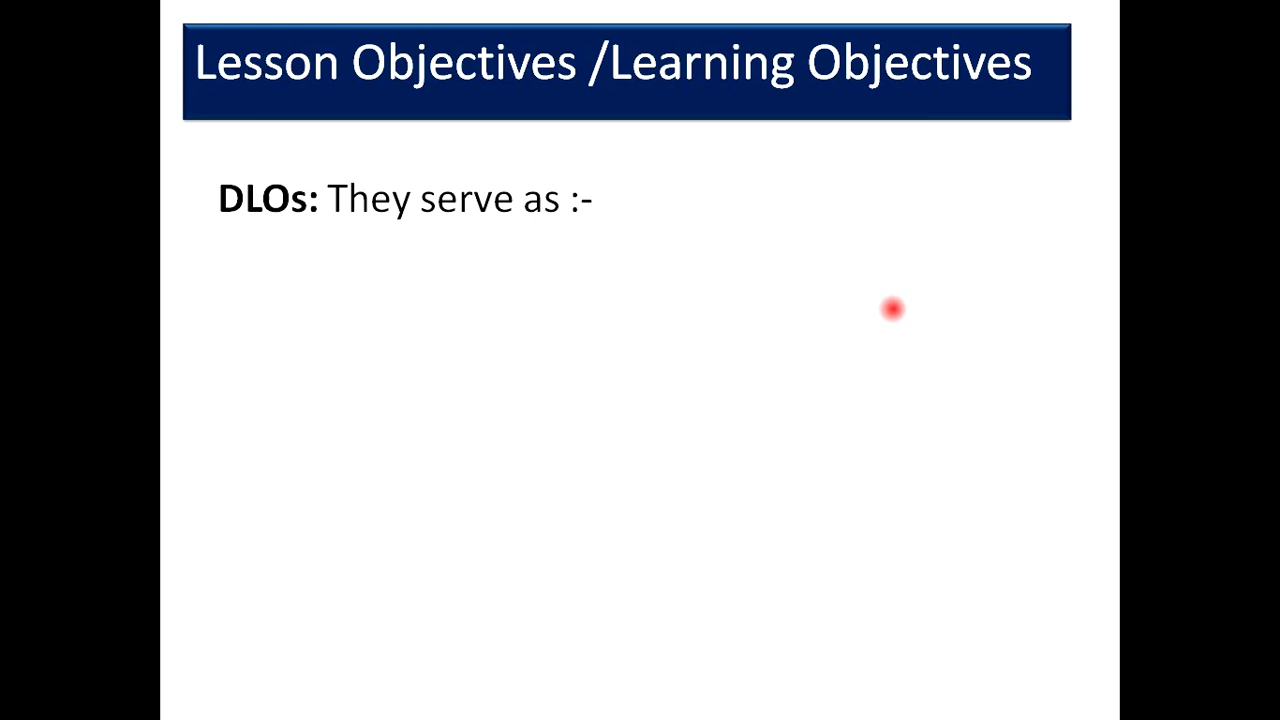 Lesson Objectives /Learning Objectives
DLOs: They serve as :-